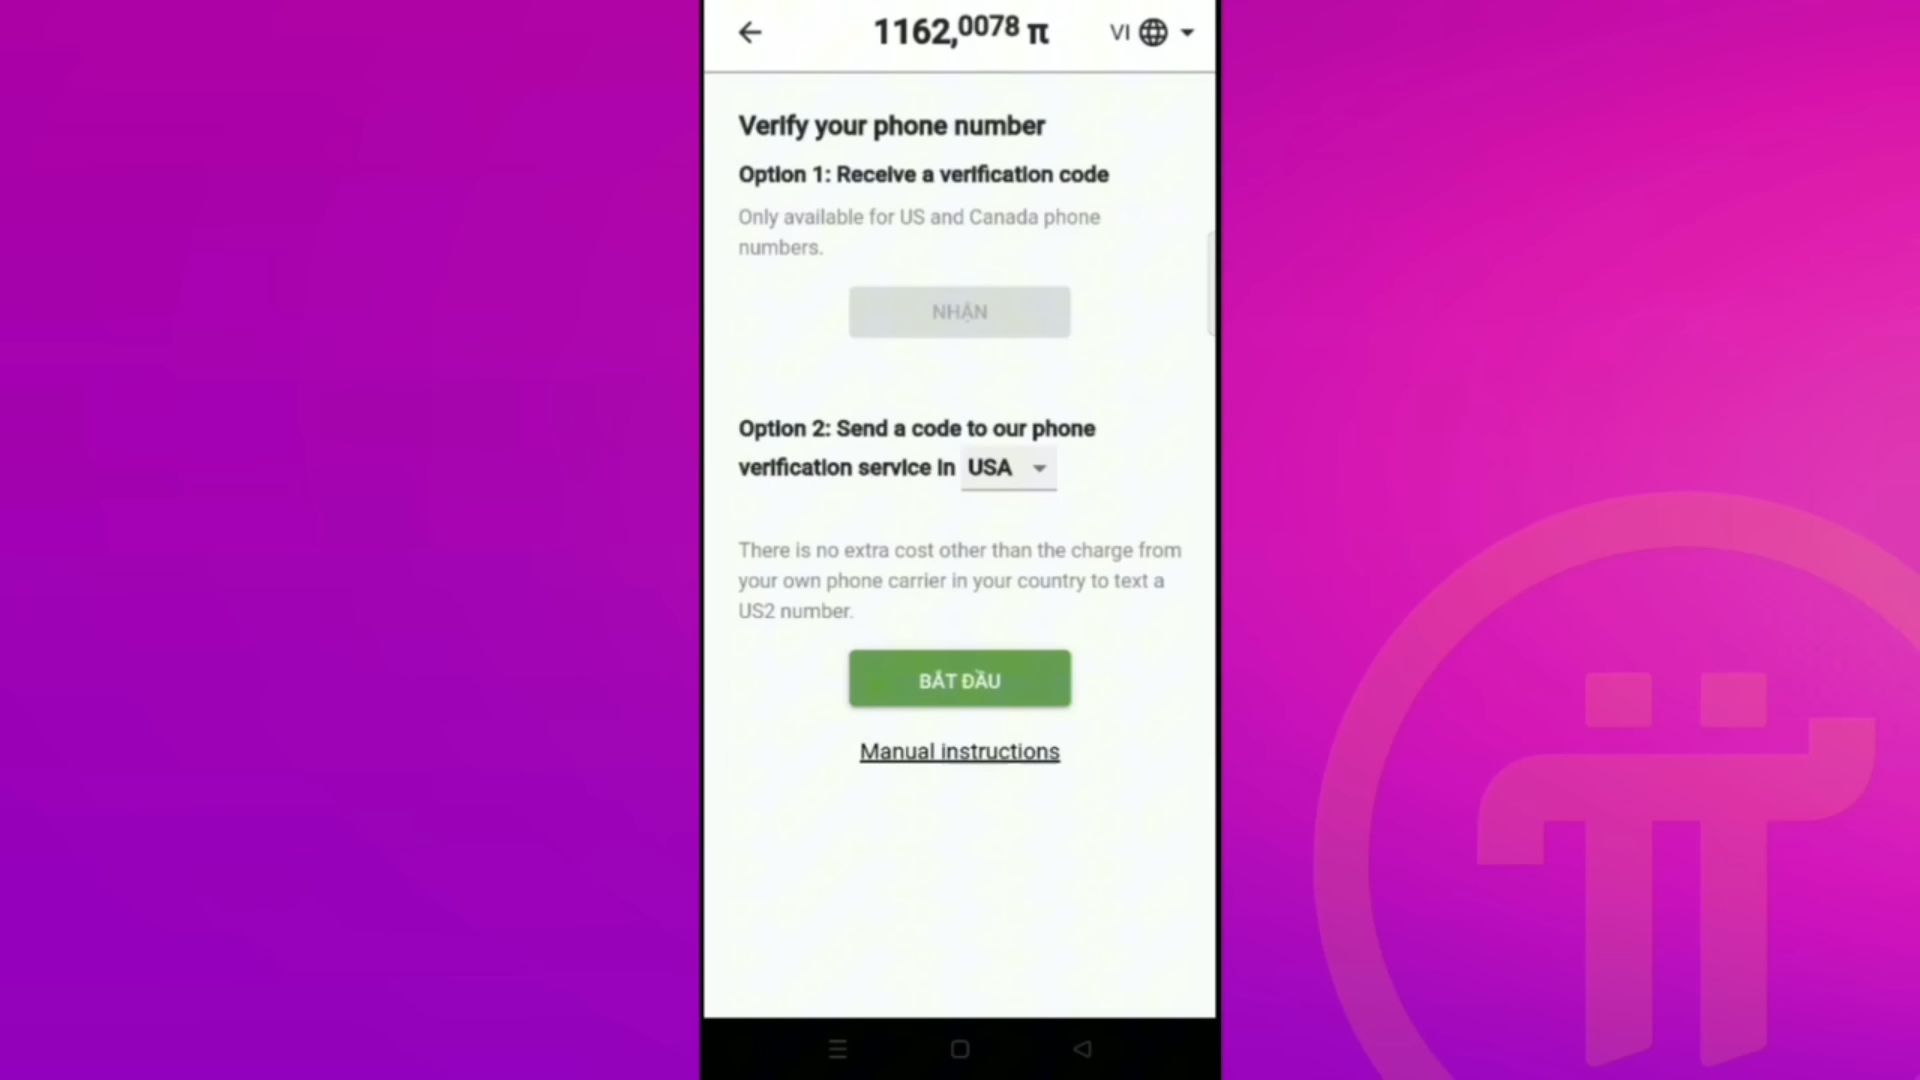 1162,0078 π VI
Verify your phone number
Option 1: Receive a verification code
Only available for US and Canada phone
numbers.
NHẬN
Option 2: Send a code to our phone
verification service in USA
There is no extra cost other than the charge from
your own phone carrier in your country to text a
US2 number.
BẮT ĐẦU
Manual instructions